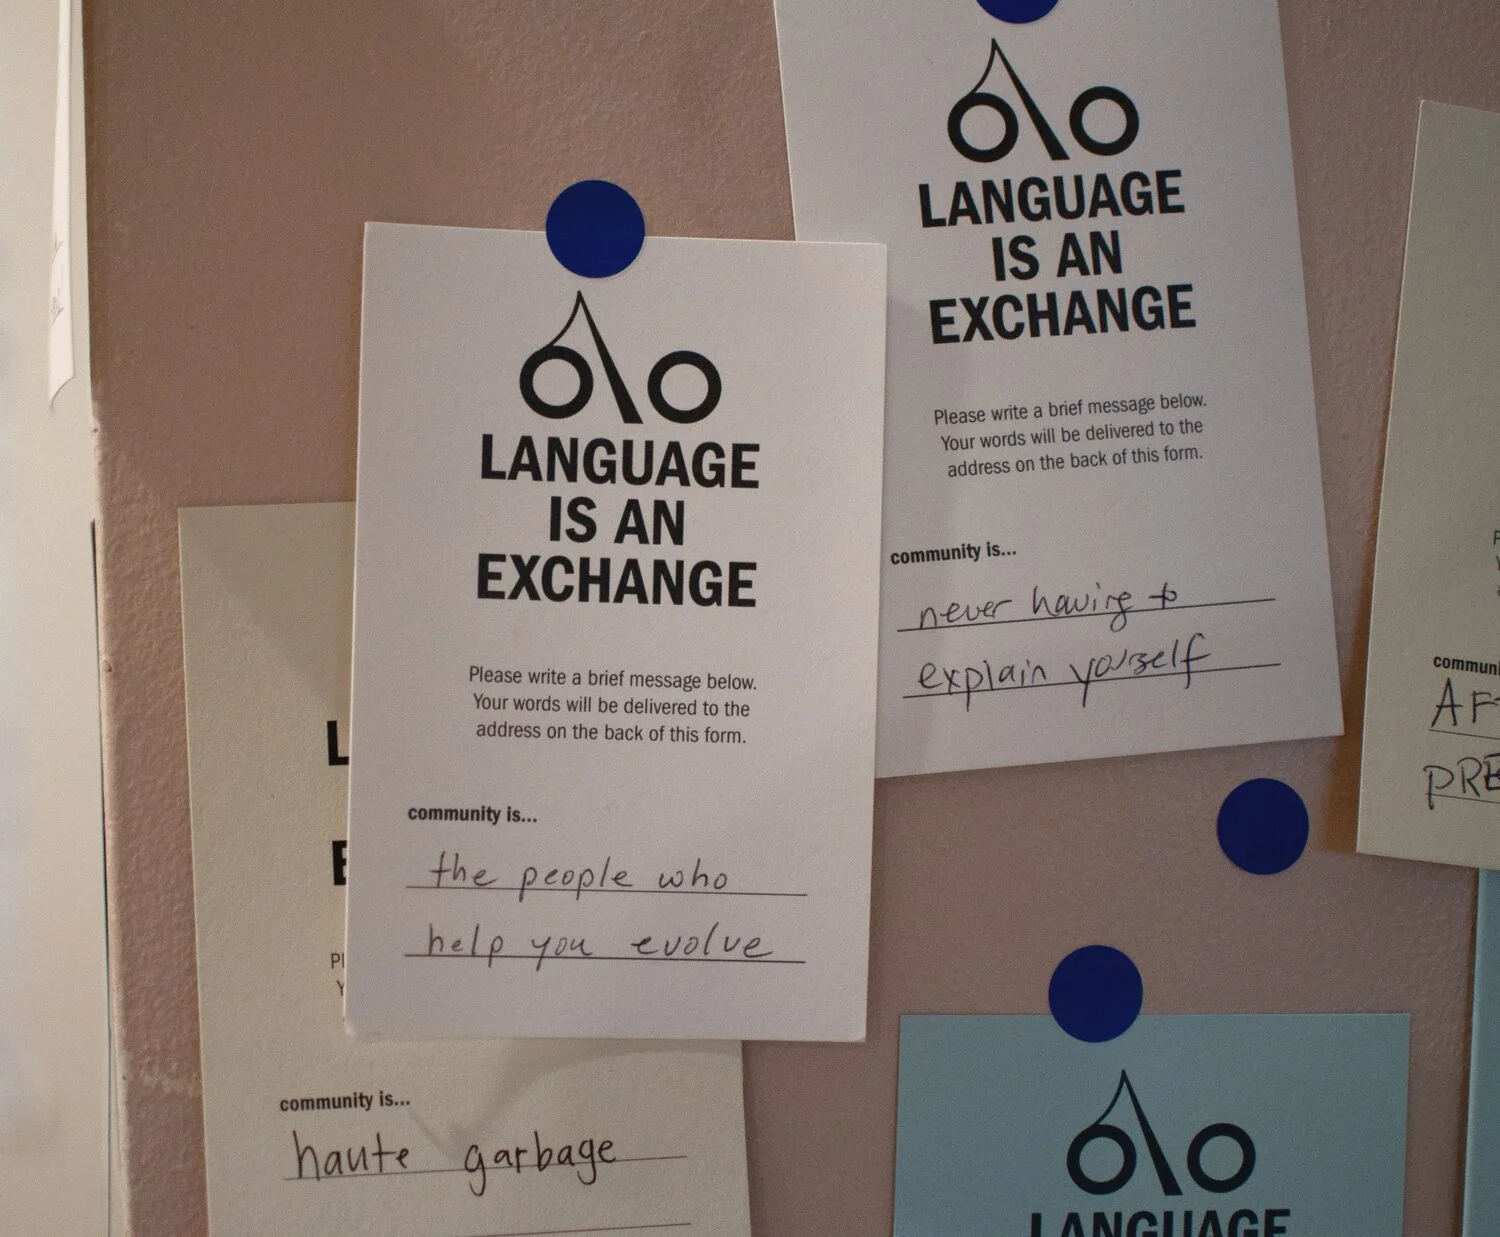 LANGUAGE
IS AN
EXCHANGE
Please write a brief message below.
Your words will be delivered to the
address on the back of this form.
community is...
never having to
explain yourself
LANGUAGE
IS AN
EXCHANGE
Please write a brief message below.
Your words will be delivered to the
address on the back of this form.
community is...
the people who
help you evolve
community is...
haute garbage
LANGUAGE